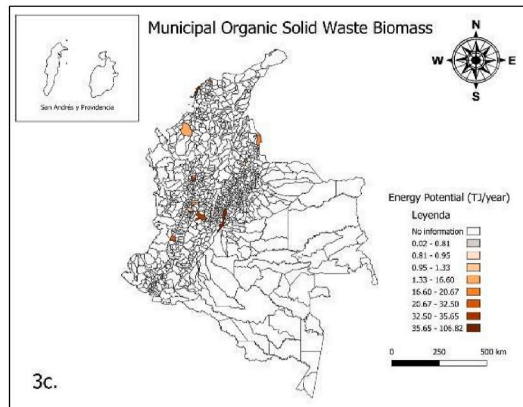 Municipal Organic Solid Waste Biomass
N
W
E
S
San Andrés y Providencia
Energy Potential (TJ/year)
Leyenda
No information
0.02 - 0.81
0.81 - 0.95
0.95 - 1.33
1.33 - 16.60
16.60 - 20.67
20.67 - 32.50
32.50 - 35.65
35.65 - 106.82
0 250 500 km
3c.